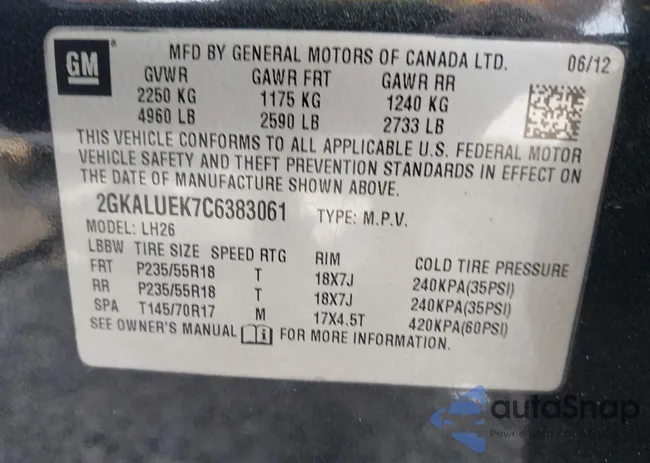 GM
MFD BY GENERAL MOTORS OF CANADA LTD. 06/12
GVWR GAWR FRT GAWR RR
2250 KG 1175 KG 1240 KG
4960 LB 2590 LB 2733 LB
THIS VEHICLE CONFORMS TO ALL APPLICABLE U.S. FEDERAL MOTOR
VEHICLE SAFETY AND THEFT PREVENTION STANDARDS IN EFFECT ON
THE DATE OF MANUFACTURE SHOWN ABOVE.
2GKALUEK7C6383061 TYPE: M.P.V.
MODEL: LH26
LBBW TIRE SIZE SPEED RTG RIM COLD TIRE PRESSURE
FRT P235/55R18 T 18X7J 240KPA(35PSI)
RR P235/55R18 T 18X7J 240KPA(35PSI)
SPA T145/70R17 M 17X4.5T 420KPA(60PSI)
SEE OWNER'S MANUAL FOR MORE INFORMATION.
autoSnap